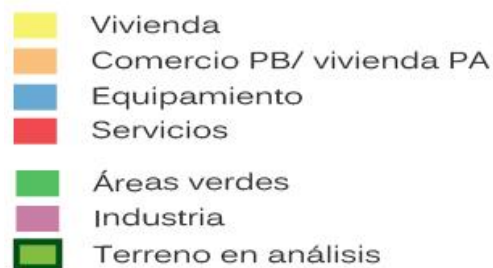 Vivienda
Comercio PB/ vivienda PA
Equipamiento
Servicios
Áreas verdes
Industria
Terreno en análisis